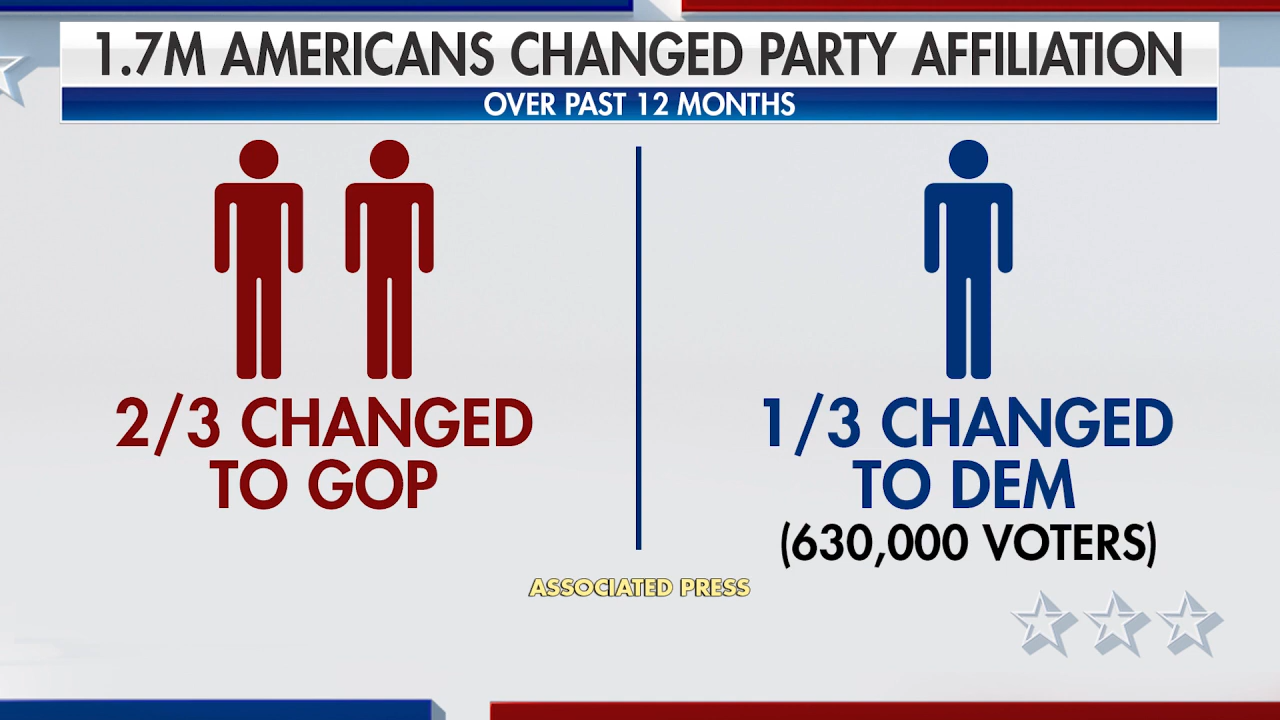 1.7M AMERICANS CHANGED PARTY AFFILIATION
OVER PAST 12 MONTHS
2/3 CHANGED
TO GOP
1/3 CHANGED
TO DEM
(630,000 VOTERS)
ASSOCIATED PRESS